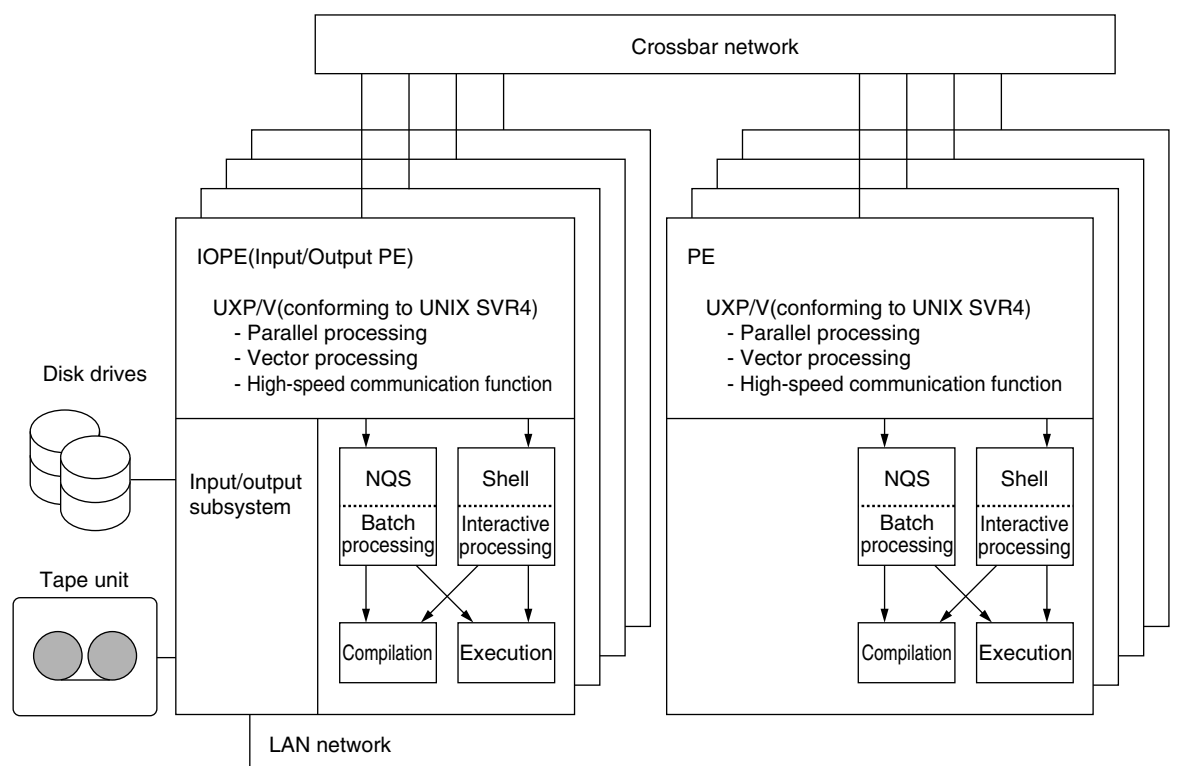 Crossbar network
IOPE(Input/Output PE)
UXP/V(conforming to UNIX SVR4)
- Parallel processing
- Vector processing
- High-speed communication function
PE
UXP/V(conforming to UNIX SVR4)
- Parallel processing
- Vector processing
- High-speed communication function
Disk drives
Input/output
subsystem
NQS
Batch
processing
Shell
Interactive
processing
Compilation
Execution
NQS
Batch
processing
Shell
Interactive
processing
Compilation
Execution
Tape unit
LAN network